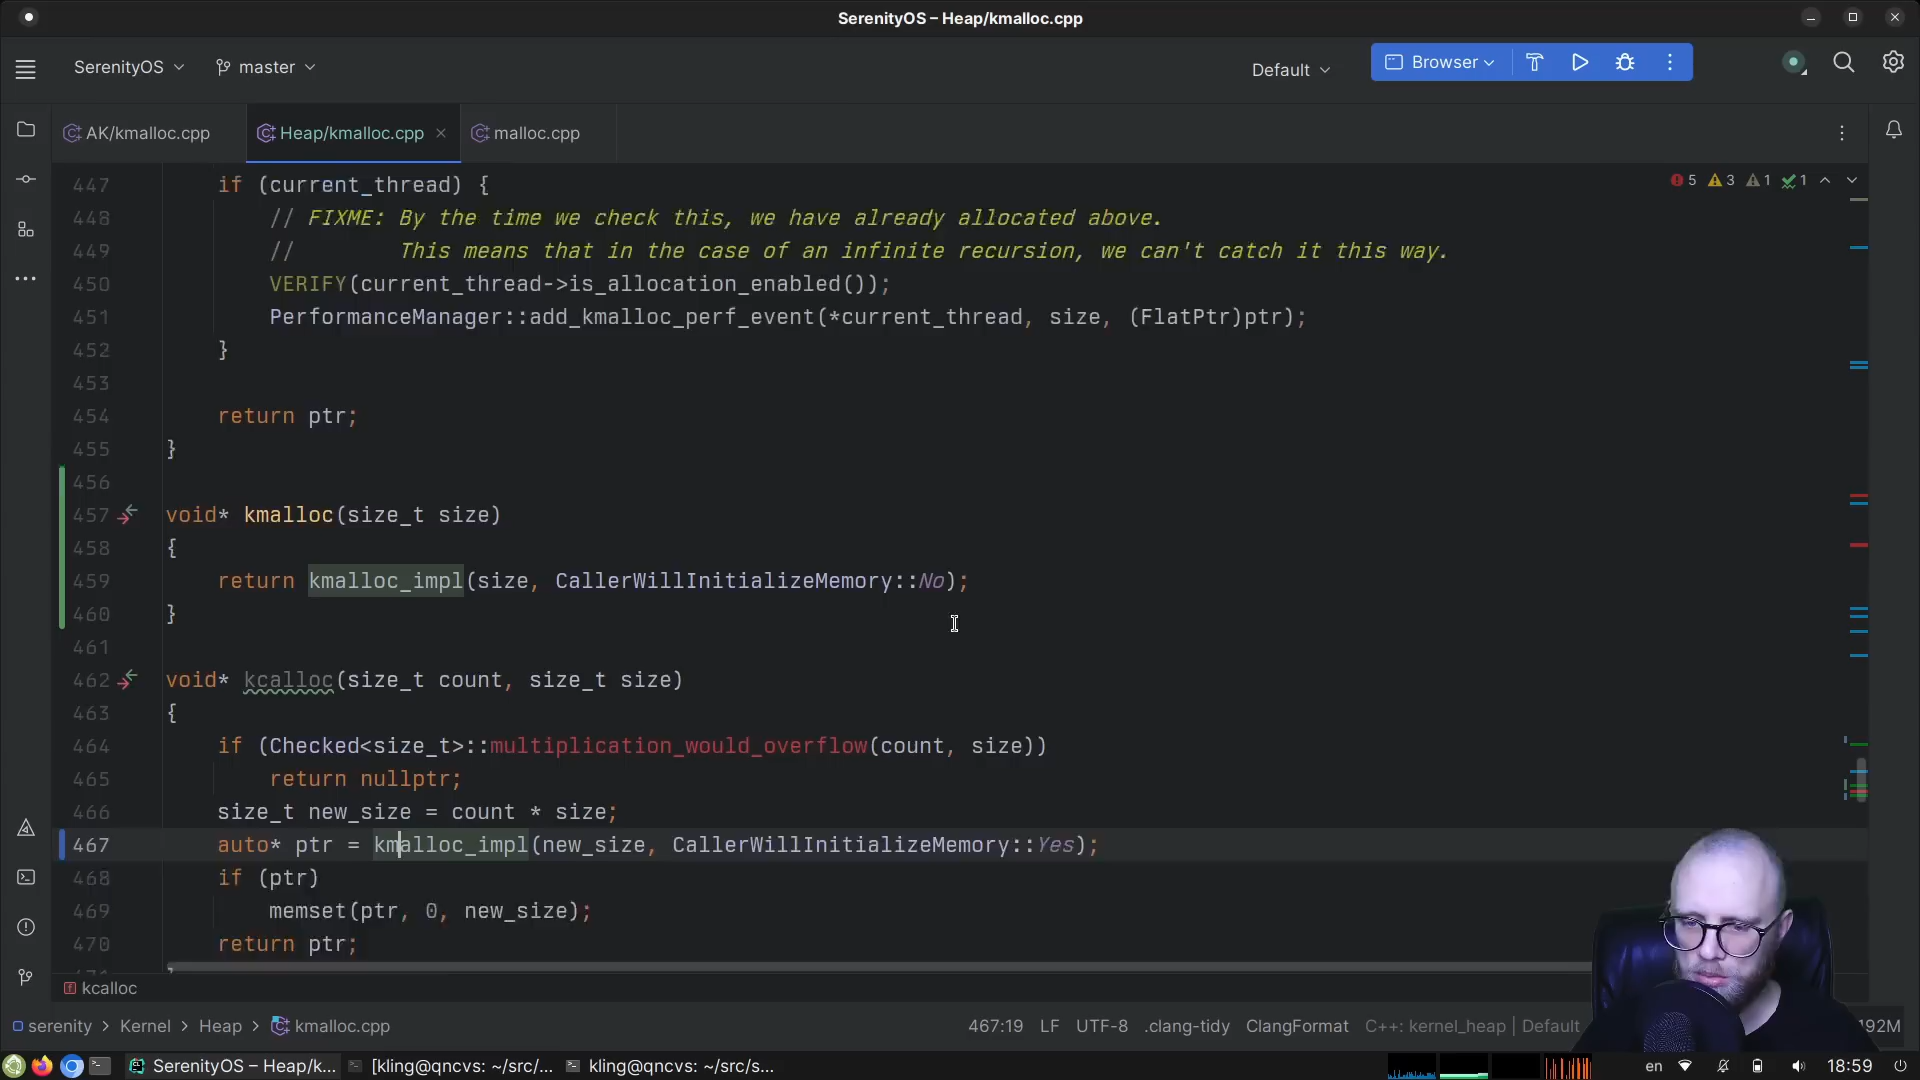 SerenityOS – Heap/kmalloc.cpp
SerenityOS
master
Default
Browser
AK/kmalloc.cpp
Heap/kmalloc.cpp
malloc.cpp
5
3
1
1
447 if (current_thread) {
448 // FIXME: By the time we check this, we have already allocated above.
449 // This means that in the case of an infinite recursion, we can't catch it this way.
450 VERIFY(current_thread->is_allocation_enabled());
451 PerformanceManager::add_kmalloc_perf_event(*current_thread, size, (FlatPtr)ptr);
452 }
453
454 return ptr;
455 }
456
457 void* kmalloc(size_t size)
458 {
459 return kmalloc_impl(size, CallerWillInitializeMemory::No);
460 }
461
462 void* kcalloc(size_t count, size_t size)
463 {
464 if (Checked<size_t>::multiplication_would_overflow(count, size))
465 return nullptr;
466 size_t new_size = count * size;
467 auto* ptr = kmalloc_impl(new_size, CallerWillInitializeMemory::Yes);
468 if (ptr)
469 memset(ptr, 0, new_size);
470 return ptr;
kcalloc
serenity > Kernel > Heap > kmalloc.cpp
467:19 LF UTF-8 .clang-tidy ClangFormat C++: kernel_heap | Default
192M
SerenityOS – Heap/k...
[kling@qncvs: ~/src/...
kling@qncvs: ~/src/s...
en
18:59